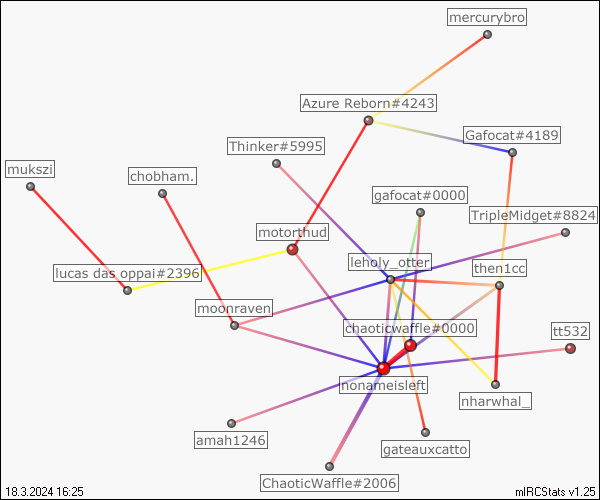 mercurybro
Azure Reborn#4243
Gafocat#4189
Thinker#5995
mukszi
chobham.
gafocat#0000
TripleMidget#8824
motorthud
leholy_otter
then1cc
lucas das oppai#2396
moonraven
chaoticwaffle#0000
tt532
nonameisleft
nharwhal_
amah1246
gateauxcatto
ChaoticWaffle#2006
18.3.2024 16:25
mIRCStats v1.25